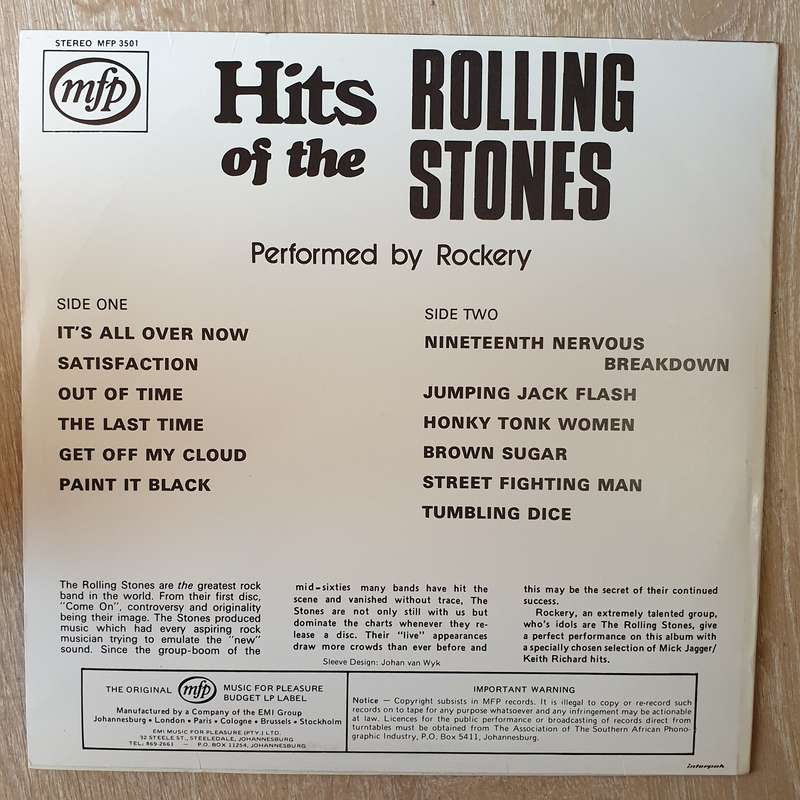 STEREO MFP 3501
mfp
Hits of the ROLLING STONES
Performed by Rockery
SIDE ONE
IT'S ALL OVER NOW
SATISFACTION
OUT OF TIME
THE LAST TIME
GET OFF MY CLOUD
PAINT IT BLACK
SIDE TWO
NINETEENTH NERVOUS
BREAKDOWN
JUMPING JACK FLASH
HONKY TONK WOMEN
BROWN SUGAR
STREET FIGHTING MAN
TUMBLING DICE
The Rolling Stones are the greatest rock
band in the world. From their first disc,
"Come On", controversy and originality
being their image. The Stones produced
music which had every aspiring rock
musician trying to emulate the "new"
sound. Since the group-boom of the
mid-sixties many bands have hit the
scene and vanished without trace, The
Stones are not only still with us but
dominate the charts whenever they re-
lease a disc. Their "live" appearances
draw more crowds than ever before and
this may be the secret of their continued
success.
Rockery, an extremely talented group,
who's idols are The Rolling Stones, give
a perfect performance on this album with
a specially chosen selection of Mick Jagger/
Keith Richard hits.
Sleeve Design: Johan van Wyk
THE ORIGINAL mfp MUSIC FOR PLEASURE
BUDGET LP LABEL
Manufactured by a Company of the EMI Group
Johannesburg • London • Paris • Cologne • Brussels • Stockholm
EMI MUSIC FOR PLEASURE (PTY.) LTD.
32 STEELE ST., STEELEDALE, JOHANNESBURG
TEL.: 869-2661 — P.O. BOX 11254, JOHANNESBURG.
IMPORTANT WARNING
Notice — Copyright subsists in MFP records. It is illegal to copy or re-record such
records on to tape for any purpose whatsoever and any infringement may be actionable
at law. Licences for the public performance or broadcasting of records direct from
turntables must be obtained from The Association of The Southern African Phono-
graphic Industry, P.O. Box 5411, Johannesburg.
interpak